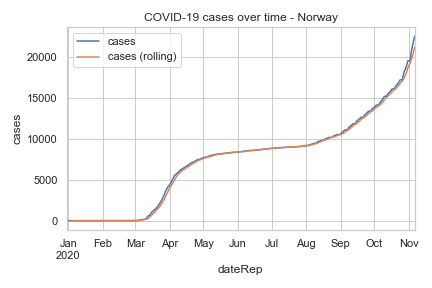 COVID-19 cases over time - Norway
cases
cases (rolling)
cases
20000
15000
10000
5000
0
Jan Feb Mar Apr May Jun Jul Aug Sep Oct Nov
2020
dateRep